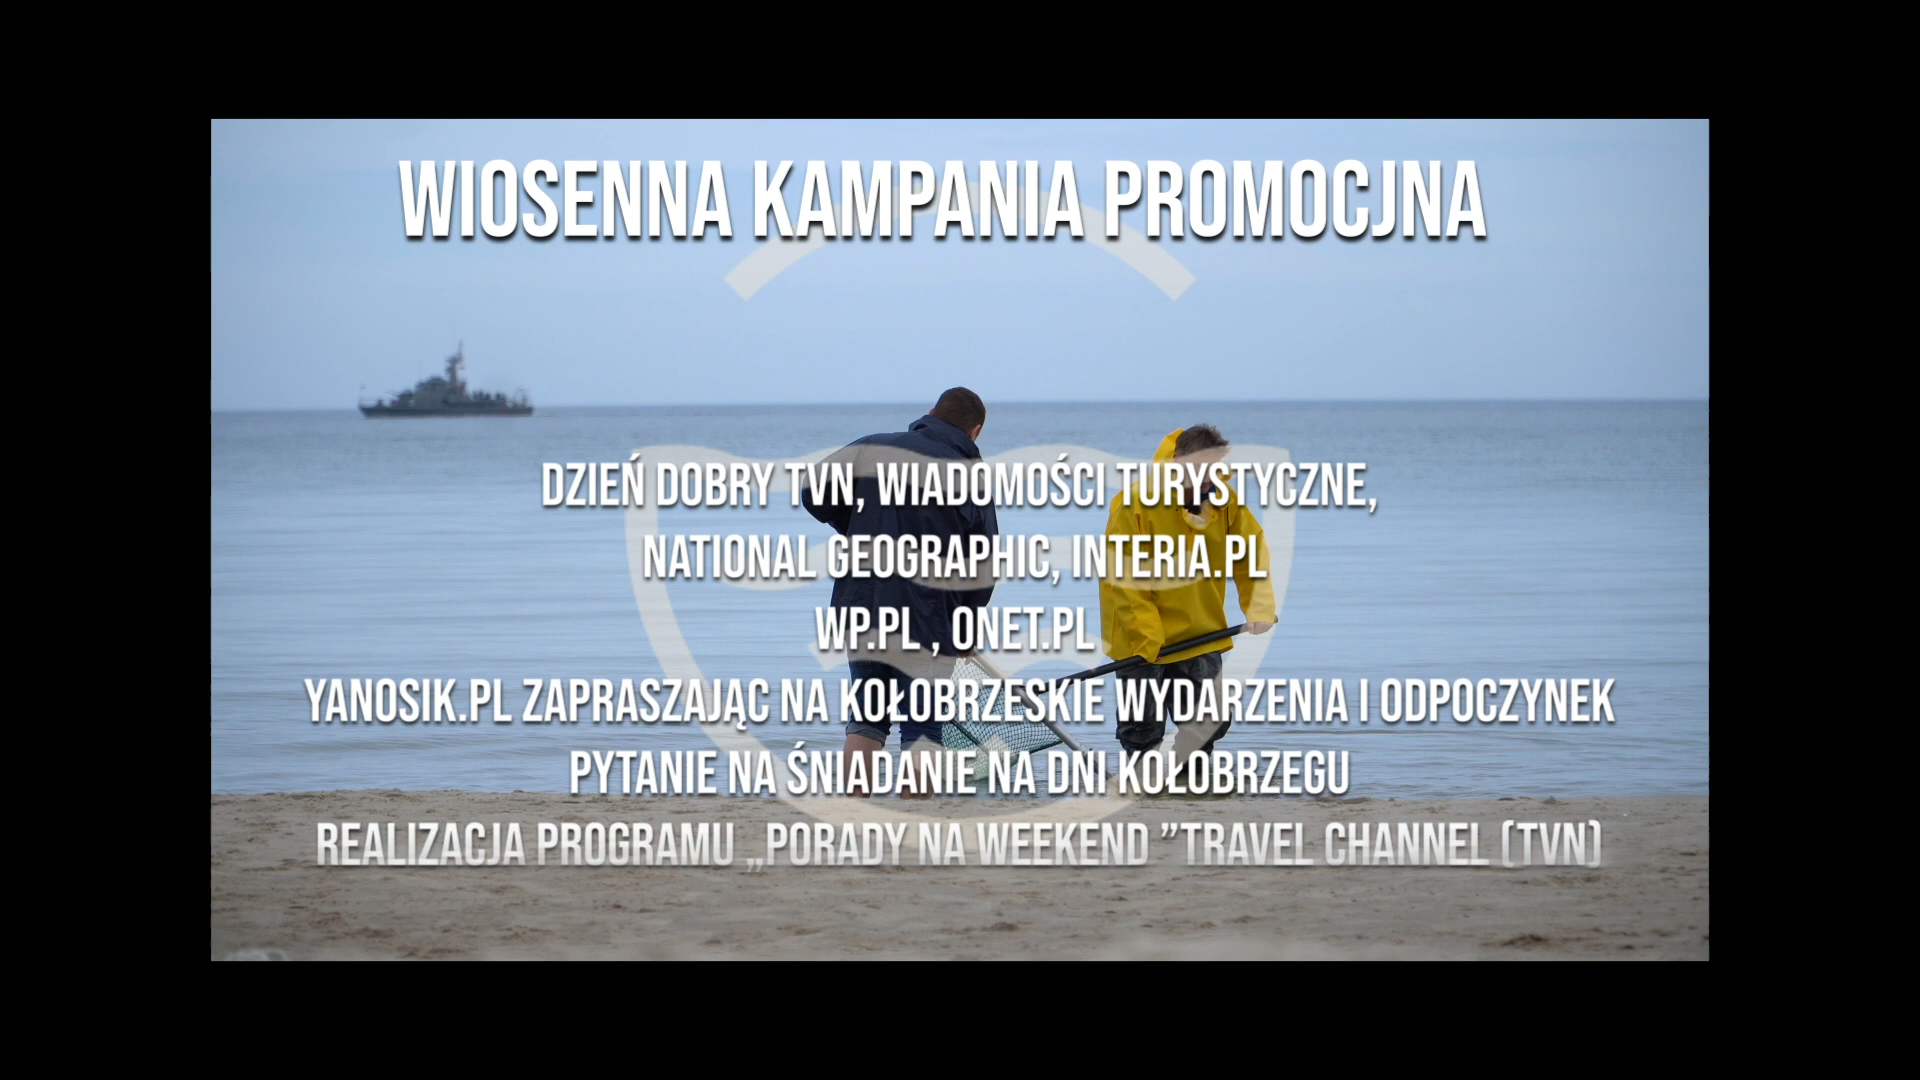 WIOSENNA KAMPANIA PROMOCJNA
DZIEŃ DOBRY TVN, WIADOMOŚCI TURYSTYCZNE,
NATIONAL GEOGRAPHIC, INTERIA.PL
WP.PL , ONET.PL
YANOSIK.PL ZAPRASZAJĄC NA KOŁOBRZESKIE WYDARZENIA I ODPOCZYNEK
PYTANIE NA ŚNIADANIE NA DNI KOŁOBRZEGU
REALIZACJA PROGRAMU „PORADY NA WEEKEND ”TRAVEL CHANNEL (TVN)